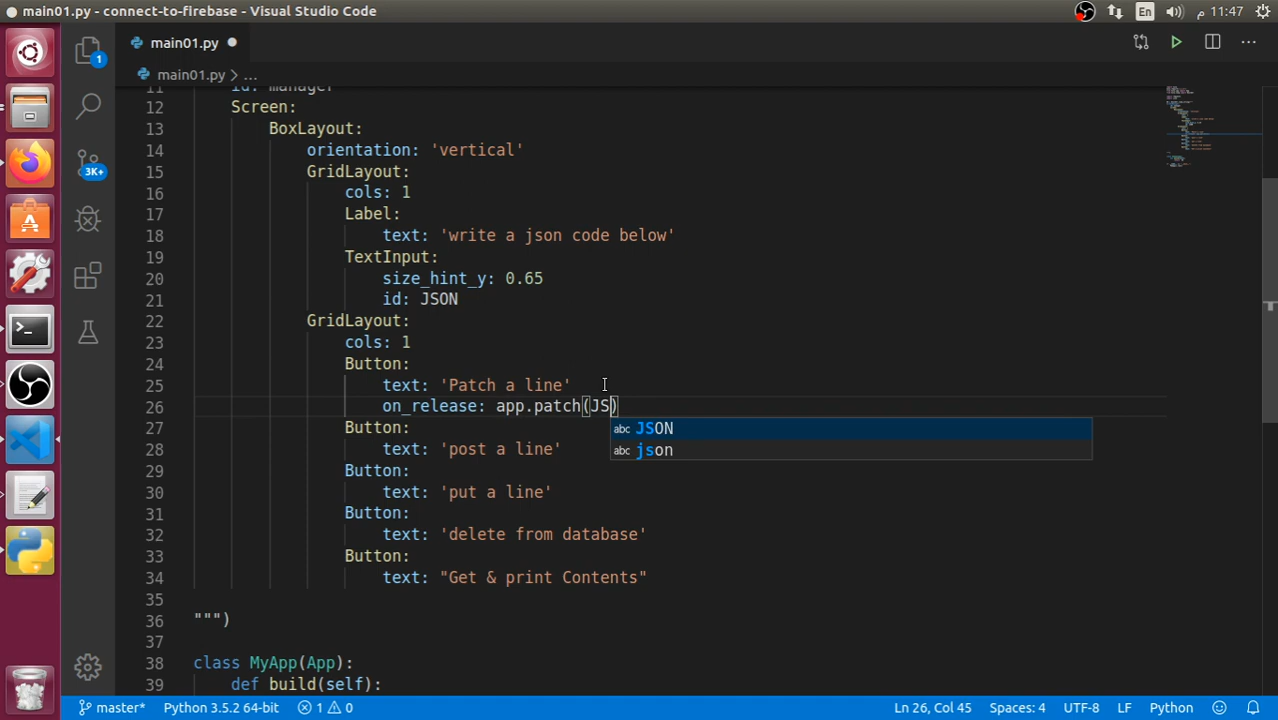 main01.py - connect-to-firebase - Visual Studio Code
En
11:47 م
main01.py
main01.py > ...
1
3K+
11 id: manager
12 Screen:
13 BoxLayout:
14 orientation: 'vertical'
15 GridLayout:
16 cols: 1
17 Label:
18 text: 'write a json code below'
19 TextInput:
20 size_hint_y: 0.65
21 id: JSON
22 GridLayout:
23 cols: 1
24 Button:
25 text: 'Patch a line'
26 on_release: app.patch(JS)
abc JSON
abc json
27 Button:
28 text: 'post a line'
29 Button:
30 text: 'put a line'
31 Button:
32 text: 'delete from database'
33 Button:
34 text: "Get & print Contents"
35
36 """)
37
38 class MyApp(App):
39 def build(self):
master* Python 3.5.2 64-bit 1 0 Ln 26, Col 45 Spaces: 4 UTF-8 LF Python